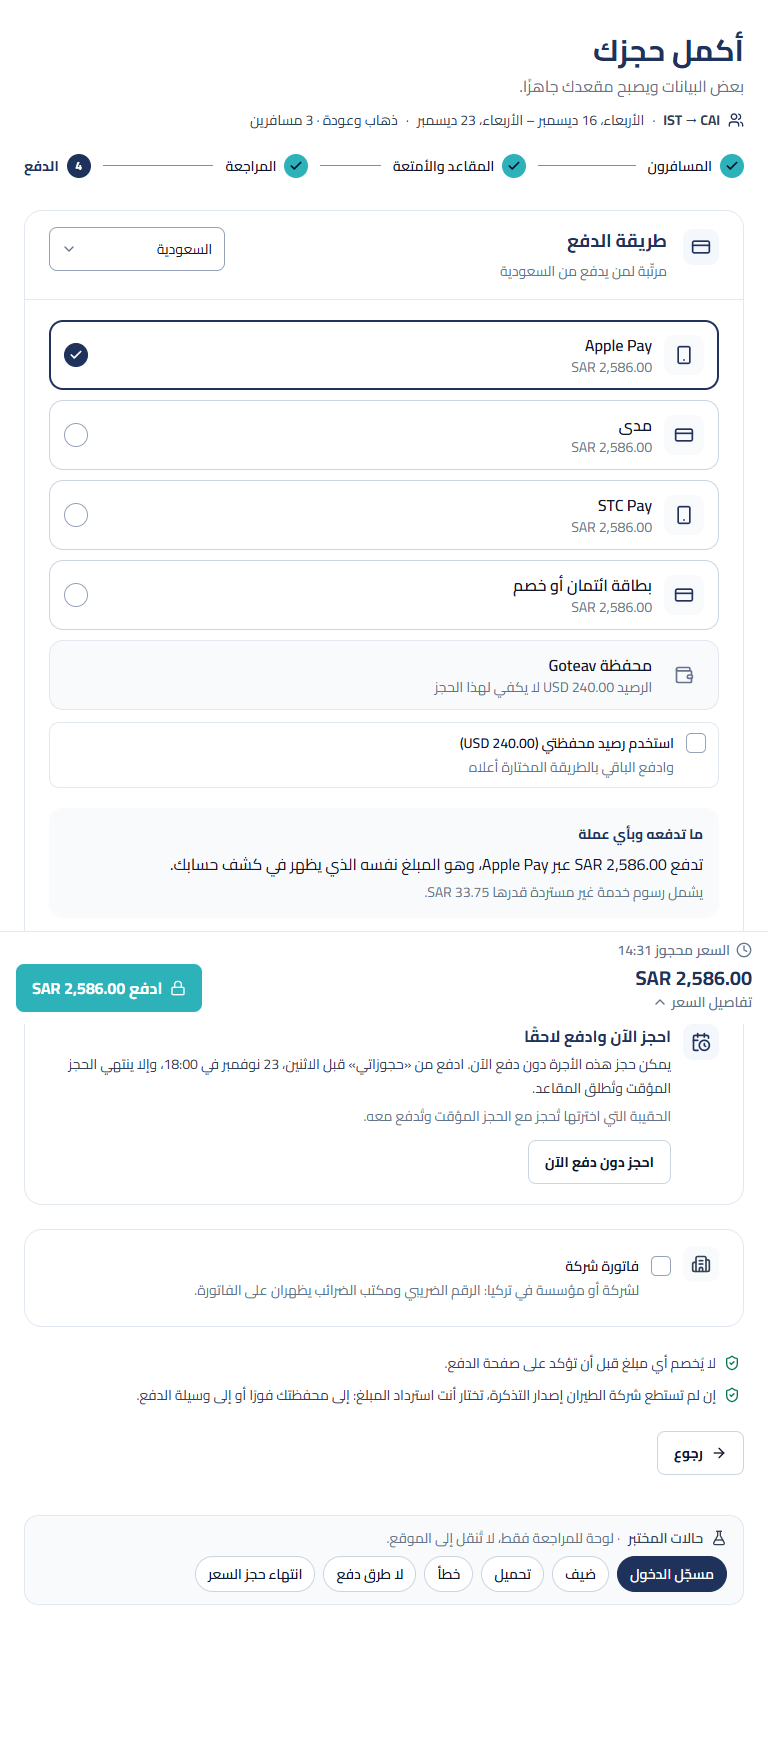 أكمل حجزك
بعض البيانات ويصبح مقعدك جاهزًا.
IST → CAI · الأربعاء، 16 ديسمبر – الأربعاء، 23 ديسمبر · ذهاب وعودة · 3 مسافرين
المسافرون
المقاعد والأمتعة
المراجعة
4 الدفع
طريقة الدفع
مرتّبة لمن يدفع من السعودية
السعودية
Apple Pay
SAR 2,586.00
مدى
SAR 2,586.00
STC Pay
SAR 2,586.00
بطاقة ائتمان أو خصم
SAR 2,586.00
محفظة Goteav
الرصيد USD 240.00 لا يكفي لهذا الحجز
استخدم رصيد محفظتي (USD 240.00)
وادفع الباقي بالطريقة المختارة أعلاه
ما تدفعه وبأي عملة
تدفع SAR 2,586.00 عبر Apple Pay، وهو المبلغ نفسه الذي يظهر في كشف حسابك.
يشمل رسوم خدمة غير مستردة قدرها SAR 33.75.
السعر محجوز 14:31
SAR 2,586.00
تفاصيل السعر
ادفع SAR 2,586.00
احجز الآن وادفع لاحقًا
يمكن حجز هذه الأجرة دون دفع الآن. ادفع من «حجوزاتي» قبل الاثنين، 23 نوفمبر في 18:00، وإلا ينتهي الحجز
المؤقت وتُطلق المقاعد.
الحقيبة التي اخترتها تُحجز مع الحجز المؤقت وتُدفع معه.
احجز دون دفع الآن
فاتورة شركة
لشركة أو مؤسسة في تركيا: الرقم الضريبي ومكتب الضرائب يظهران على الفاتورة.
لا يُخصم أي مبلغ قبل أن تؤكد على صفحة الدفع.
إن لم تستطع شركة الطيران إصدار التذكرة، تختار أنت استرداد المبلغ: إلى محفظتك فورًا أو إلى وسيلة الدفع.
رجوع
حالات المختبر · لوحة للمراجعة فقط، لا تُنقل إلى الموقع.
مسجّل الدخول
ضيف
تحميل
خطأ
لا طرق دفع
انتهاء حجز السعر